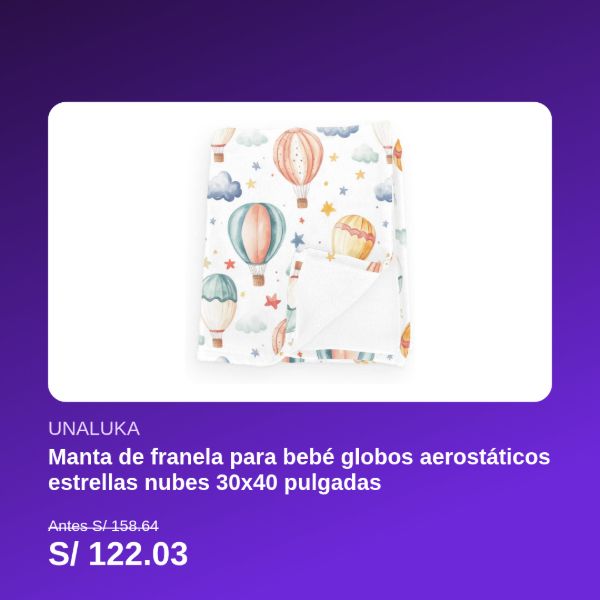 UNALUKA
Manta de franela para bebé globos aerostáticos
estrellas nubes 30x40 pulgadas
Antes S/ 158.64
S/ 122.03